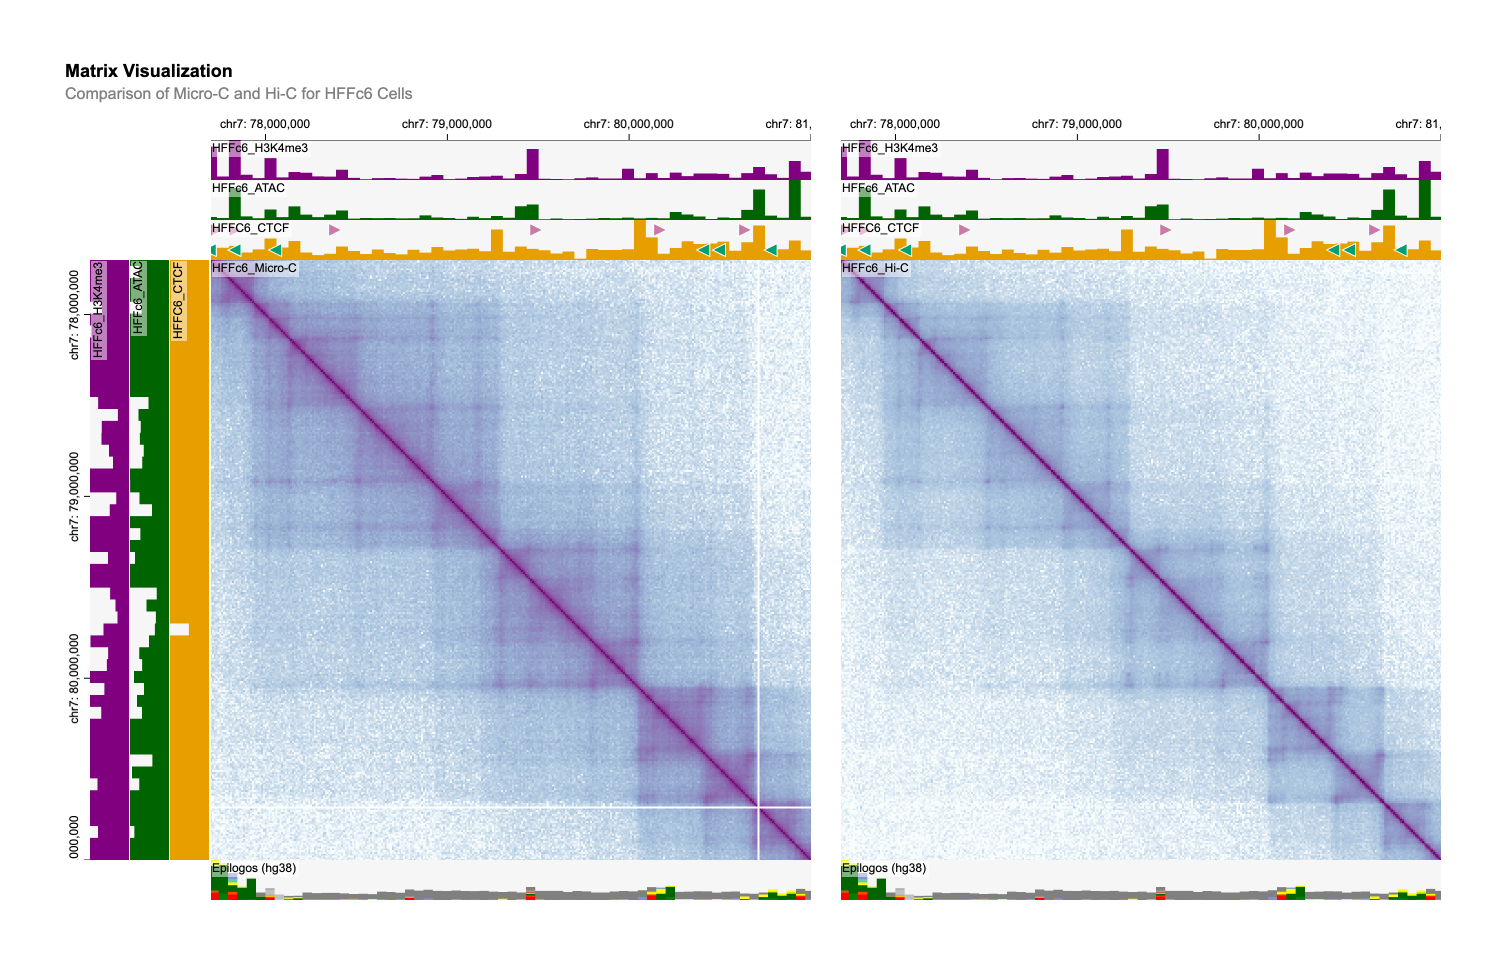 Matrix Visualization
Comparison of Micro-C and Hi-C for HFFc6 Cells
chr7: 78,000,000
chr7: 79,000,000
chr7: 80,000,000
chr7: 81,
chr7: 78,000,000
chr7: 79,000,000
chr7: 80,000,000
chr7: 81,
HFFc6_H3K4me3
HFFc6_H3K4me3
HFFc6_ATAC
HFFc6_ATAC
HFFC6_CTCF
HFFC6_CTCF
HFFc6_Micro-C
HFFc6_Hi-C
HFFc6_H3K4me3
HFFc6_ATAC
HFFC6_CTCF
chr7: 78,000,000
chr7: 79,000,000
chr7: 80,000,000
000,000
Epilogos (hg38)
Epilogos (hg38)